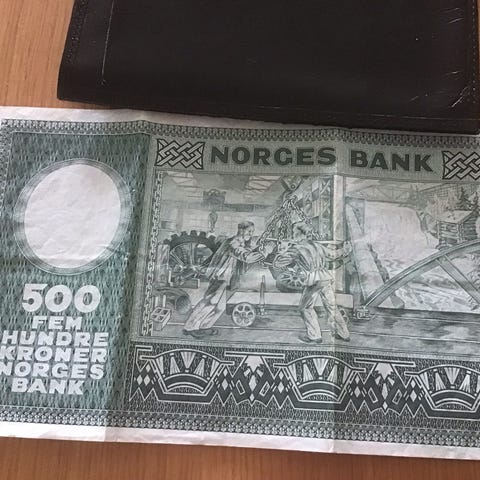 NORGES BANK
500
FEM
HUNDRE
KRONER
NORGES
BANK